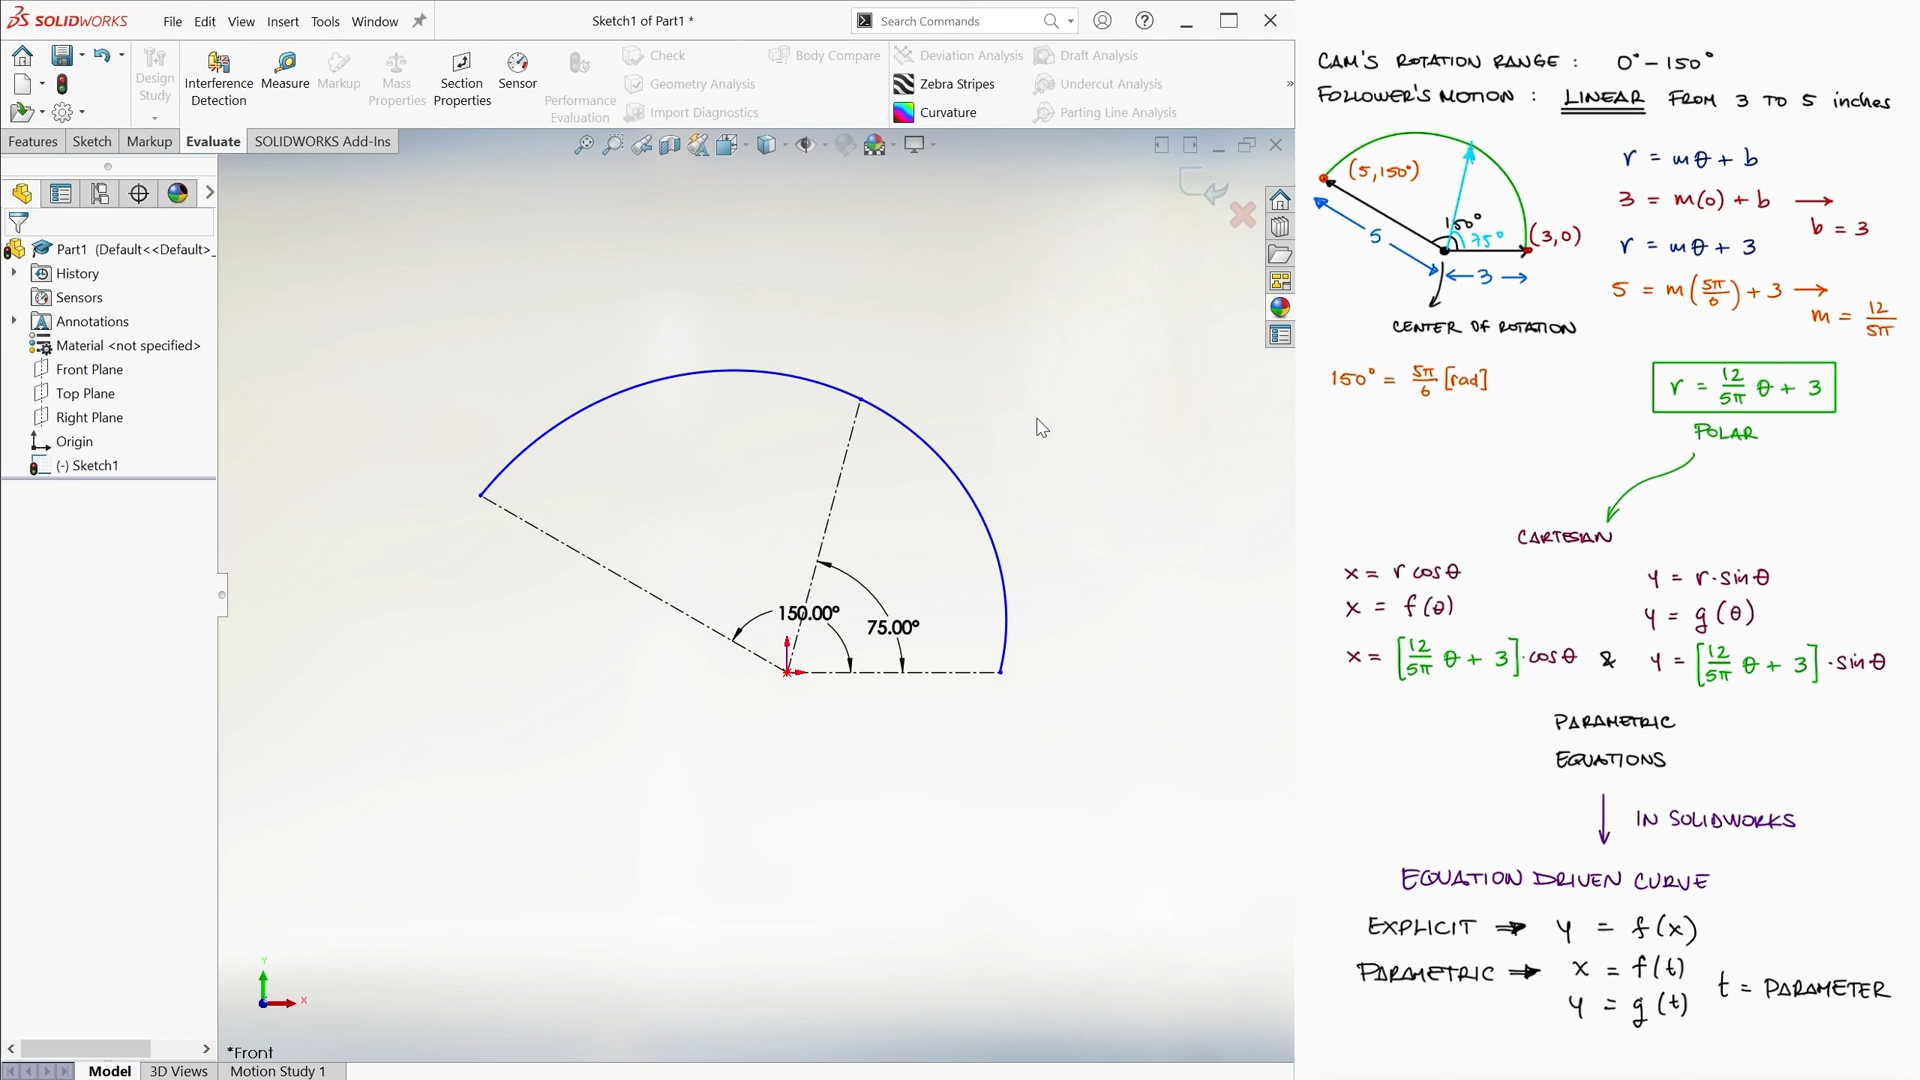 SOLIDWORKS
File Edit View Insert Tools Window
Sketch1 of Part1 *
Search Commands
Design Study
Interference Detection
Measure
Markup
Mass Properties
Section Properties
Sensor
Performance Evaluation
Check
Geometry Analysis
Import Diagnostics
Body Compare
Deviation Analysis
Zebra Stripes
Curvature
Draft Analysis
Undercut Analysis
Parting Line Analysis
»
Features Sketch Markup Evaluate SOLIDWORKS Add-Ins
Part1 (Default<<Default>_
History
Sensors
Annotations
Material <not specified>
Front Plane
Top Plane
Right Plane
Origin
(-) Sketch1
150.00°
75.00°
Y
X
*Front
Model 3D Views Motion Study 1
CAM'S ROTATION RANGE : 0° - 150°
FOLLOWER'S MOTION : LINEAR FROM 3 TO 5 inches
(5,150°)
150°
75°
(3,0)
5
3
CENTER OF ROTATION
r = mθ + b
3 = m(0) + b →
b = 3
r = mθ + 3
5 = m(5π/6) + 3 →
m = 12/5π
150° = 5π/6 [rad]
r = 12/5π θ + 3
POLAR
CARTESIAN
x = r cosθ y = r·sinθ
x = f(θ) y = g(θ)
x = [12/5π θ + 3]·cosθ & y = [12/5π θ + 3]·sinθ
PARAMETRIC
EQUATIONS
IN SOLIDWORKS
EQUATION DRIVEN CURVE
EXPLICIT → y = f(x)
PARAMETRIC → x = f(t)
y = g(t)
t = PARAMETER